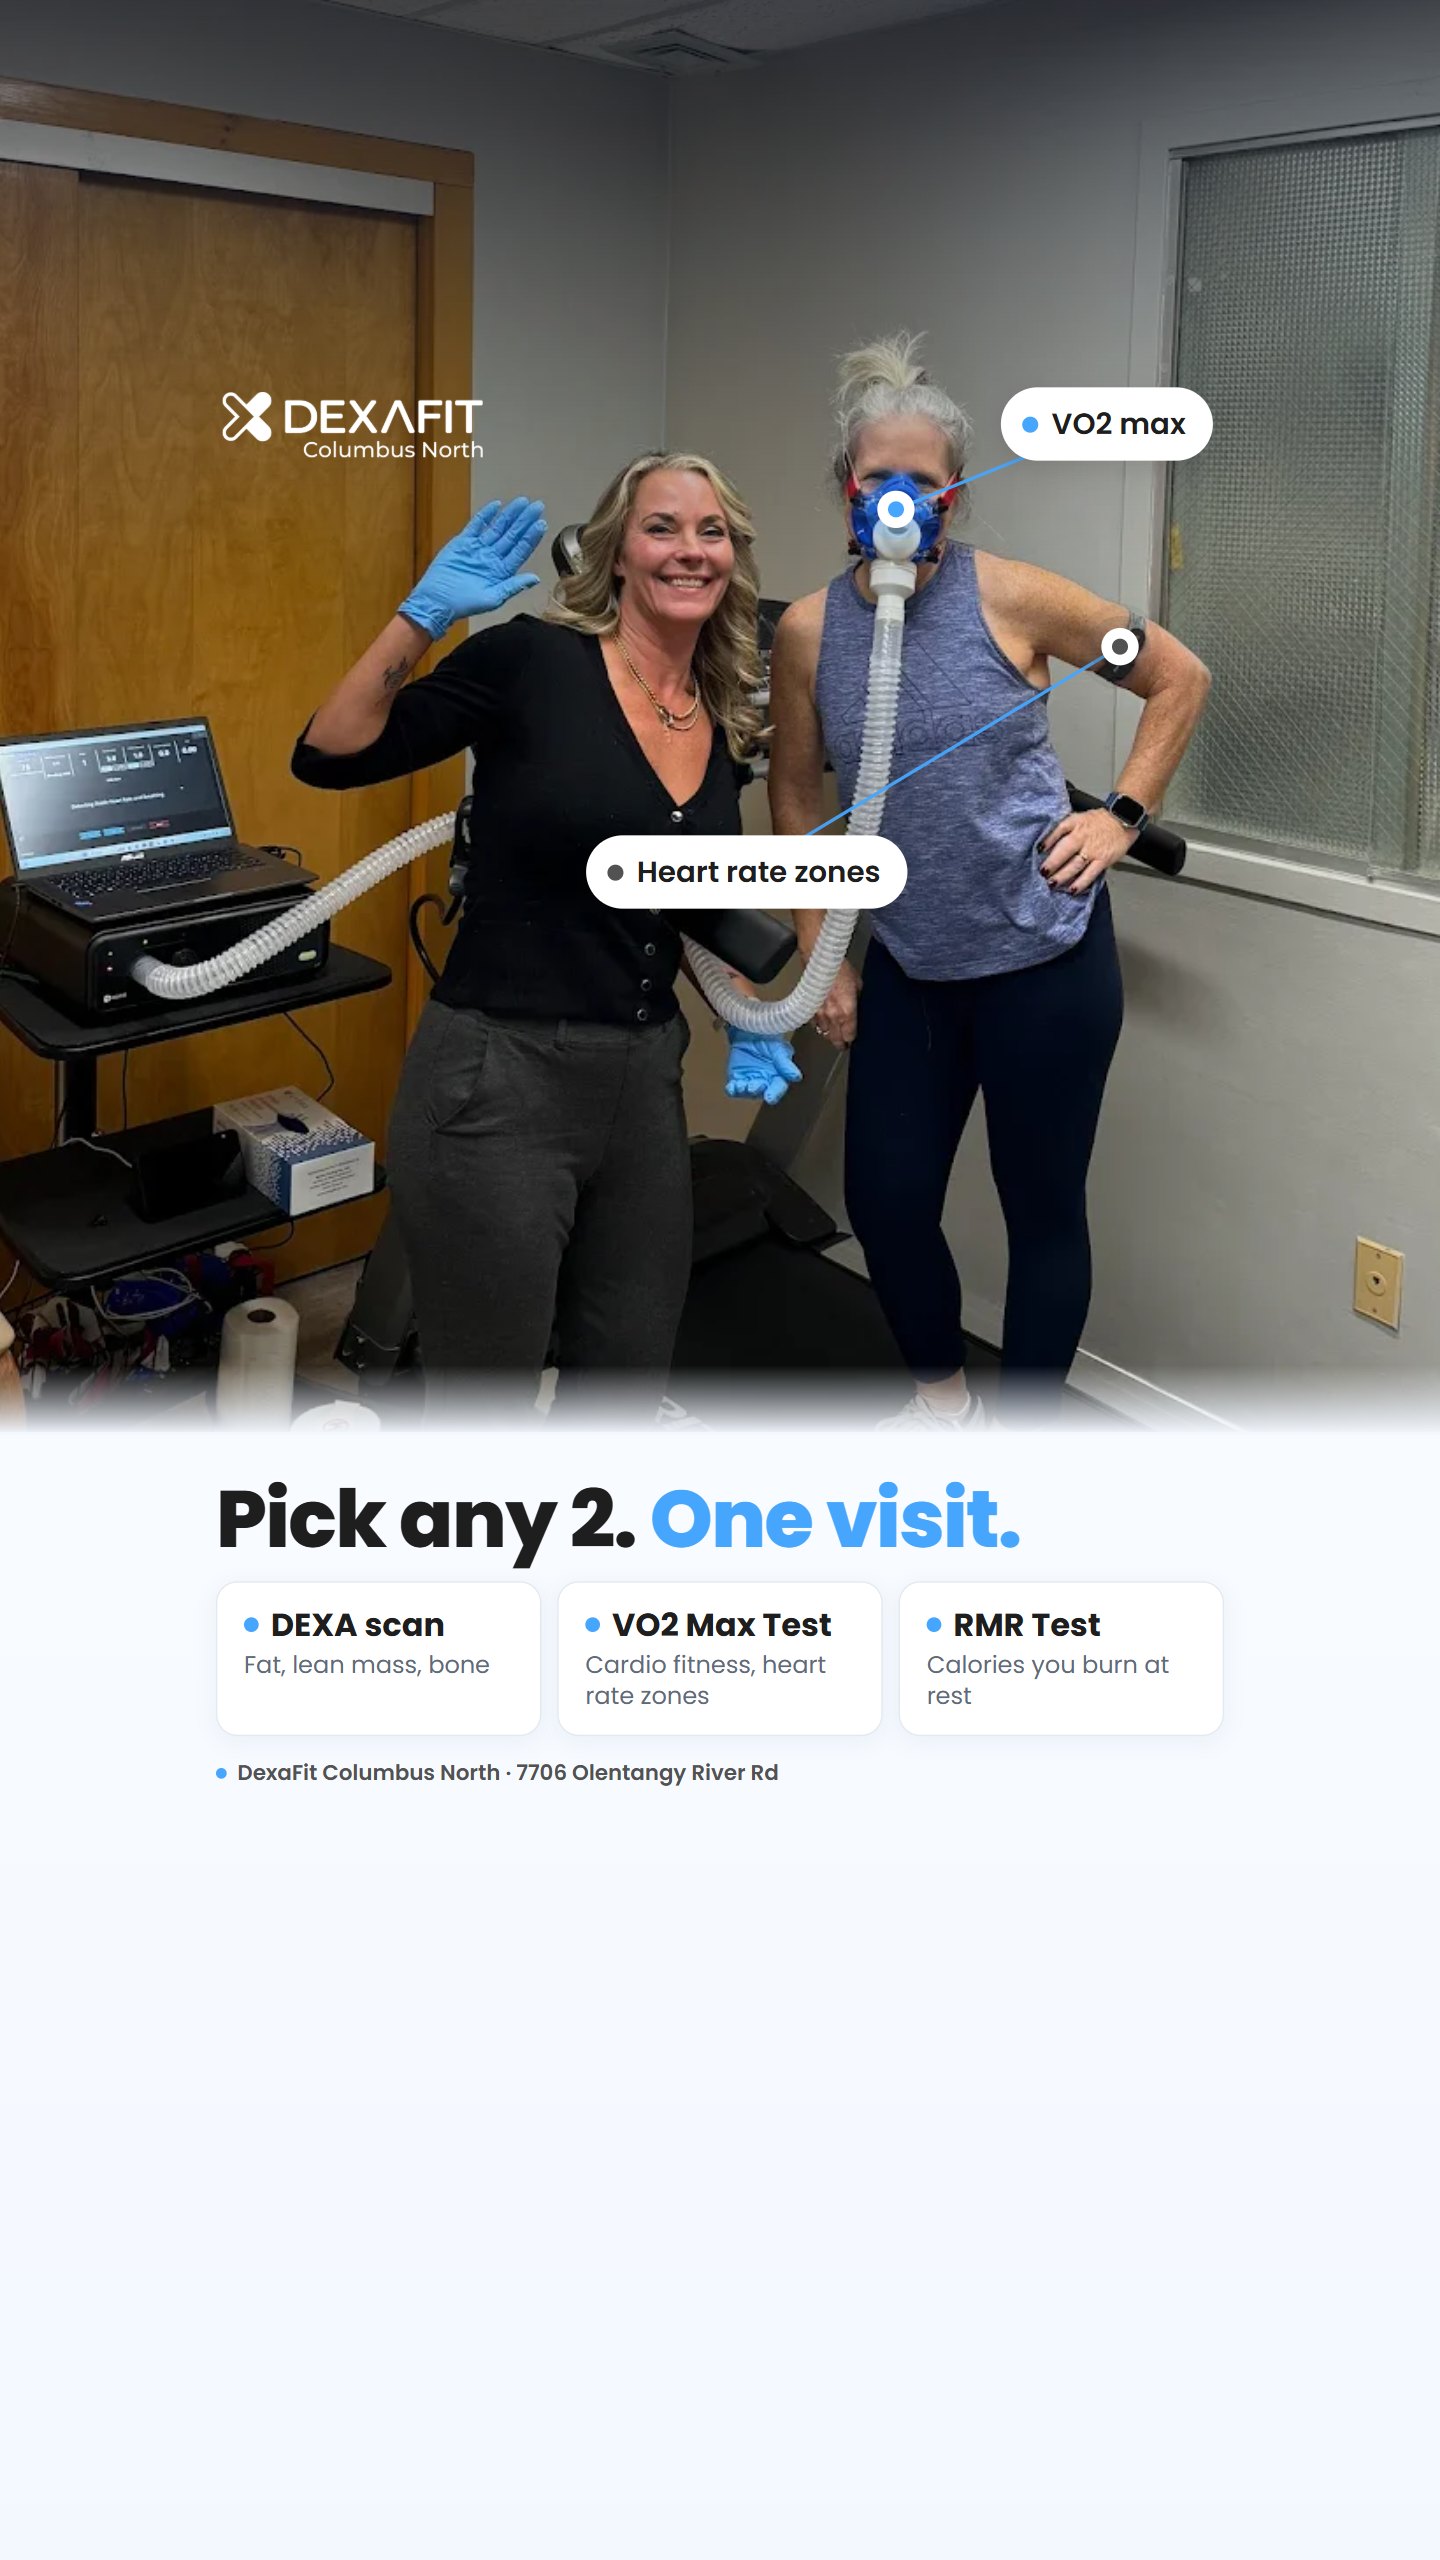 DEXAFIT
Columbus North
VO2 max
adidas
Heart rate zones
ASUS
Pick any 2. One visit.
DEXA scan
Fat, lean mass, bone
VO2 Max Test
Cardio fitness, heart
rate zones
RMR Test
Calories you burn at
rest
DexaFit Columbus North · 7706 Olentangy River Rd